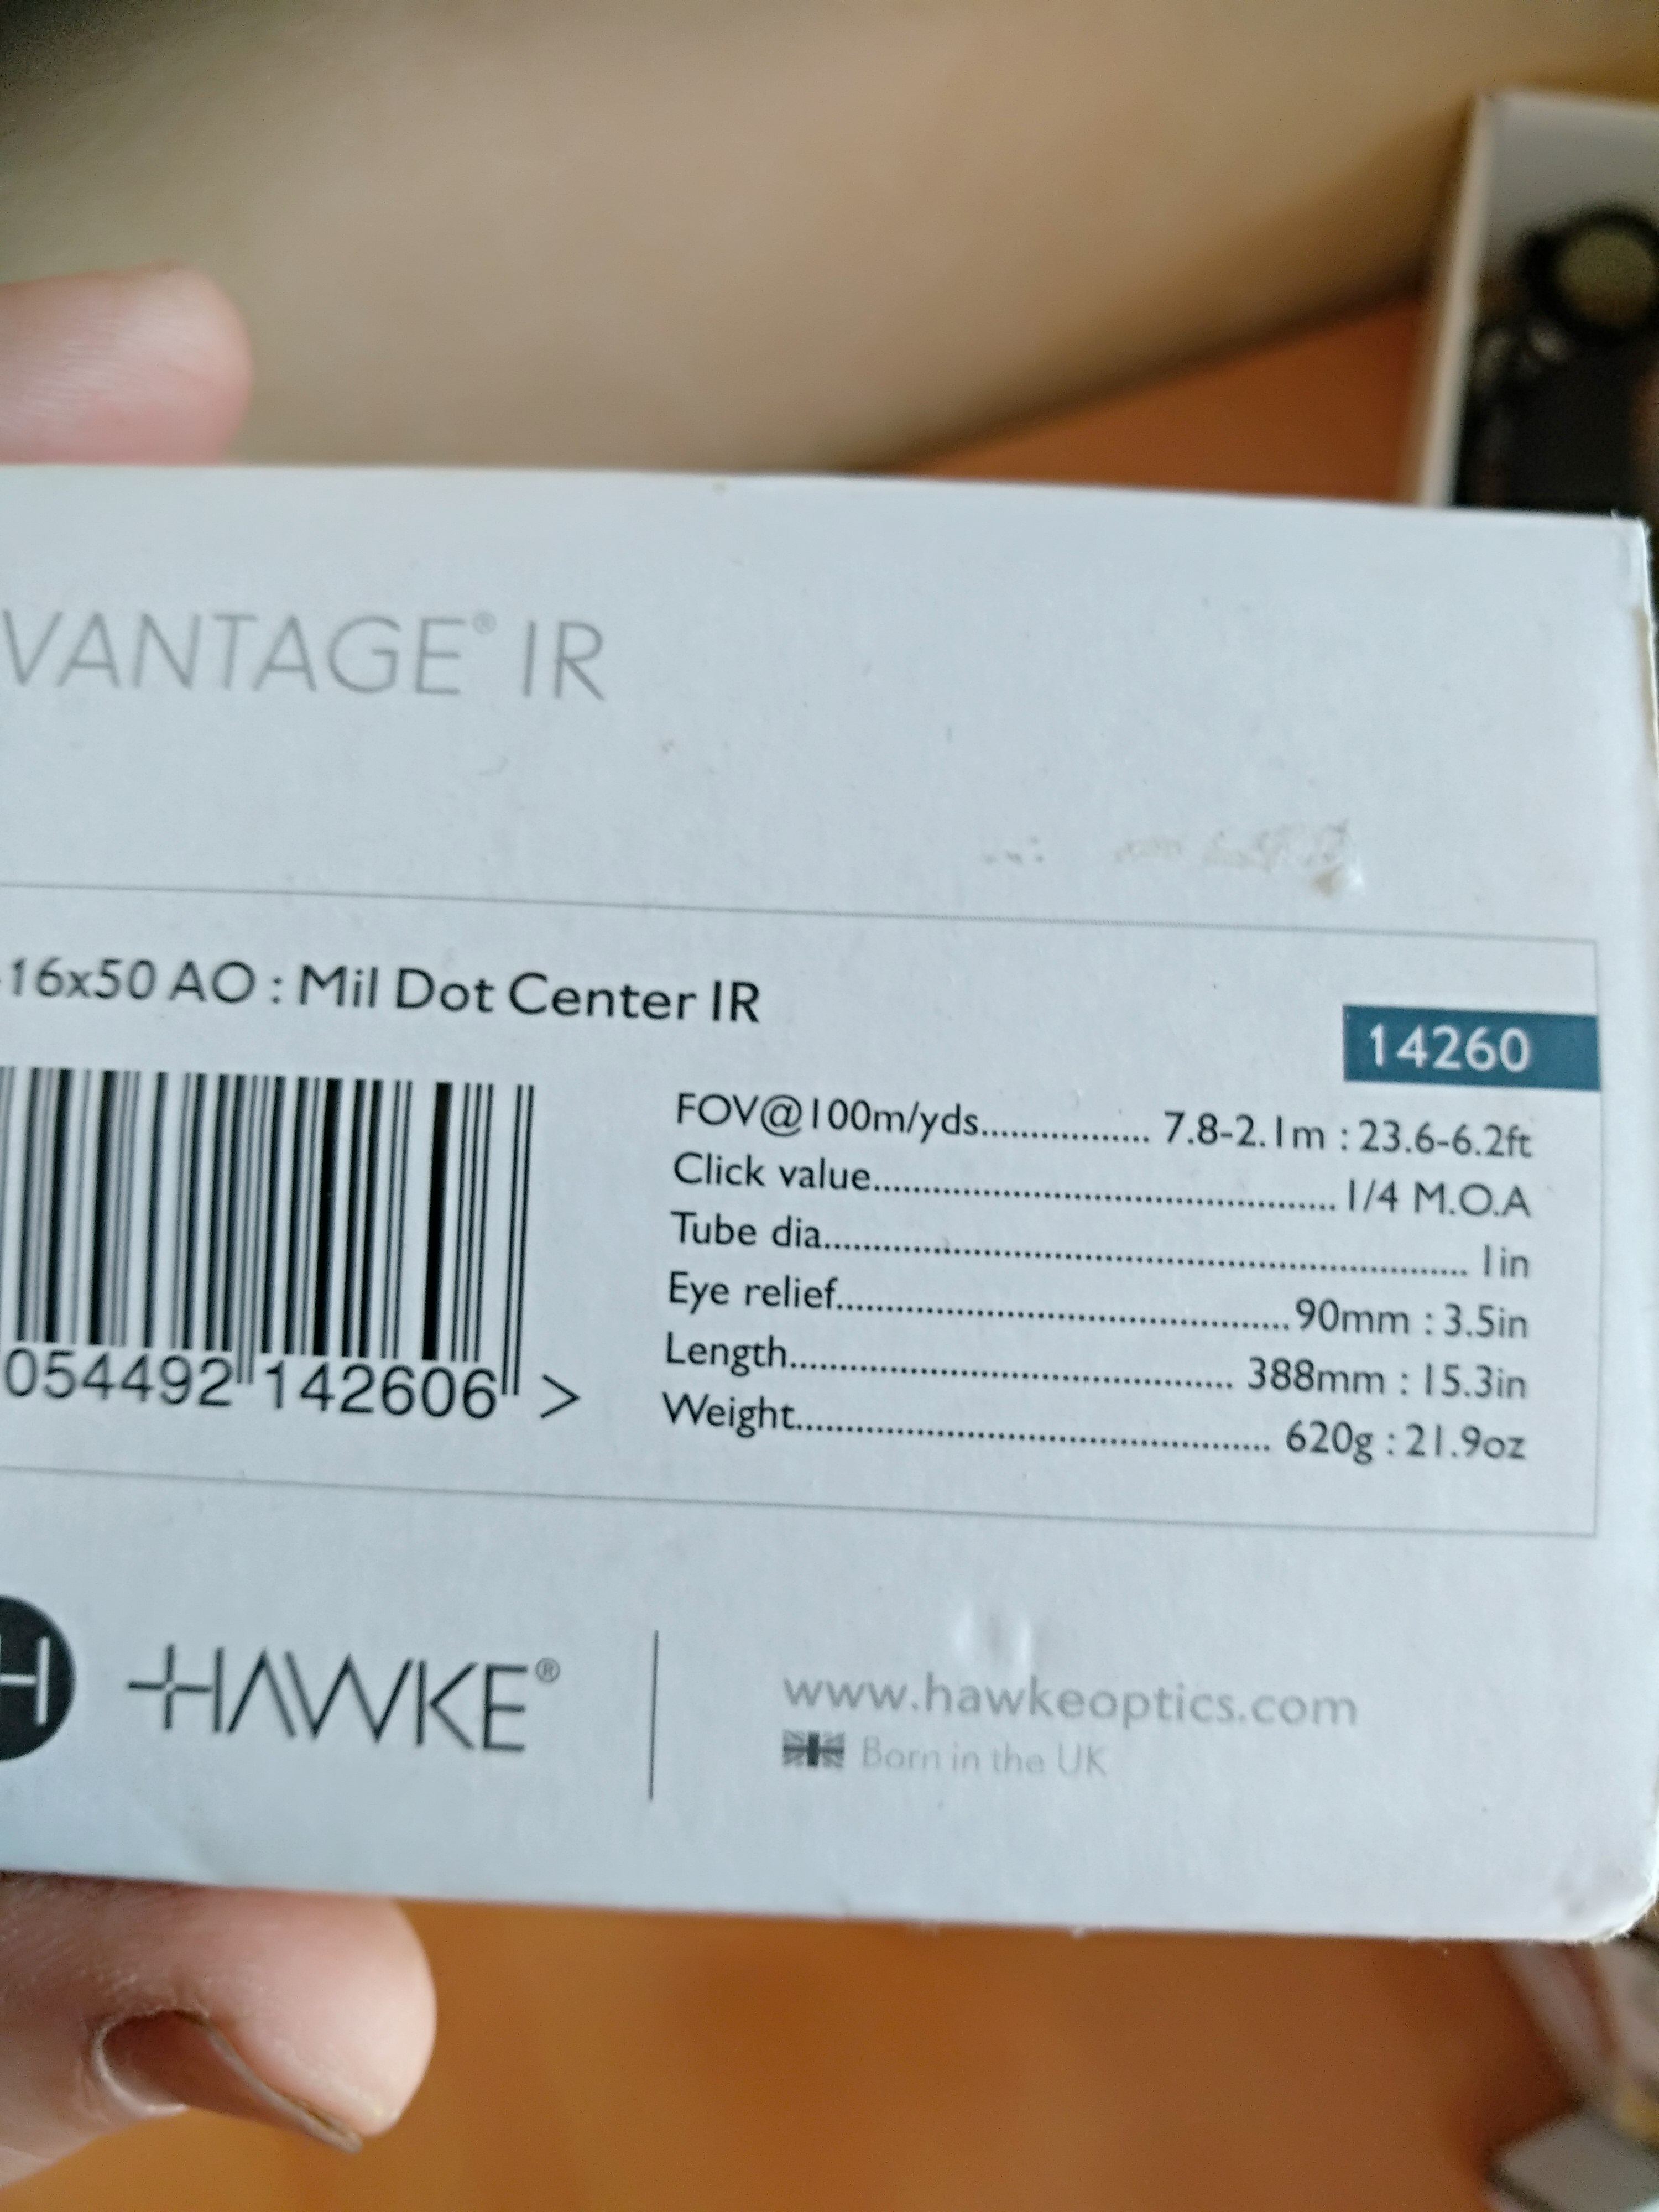 VANTAGE® IR
-16x50 AO : Mil Dot Center IR
14260
FOV@100m/yds................. 7.8-2.1m : 23.6-6.2ft
Click value............................................... 1/4 M.O.A
Tube dia................................................................. 1in
Eye relief.............................................. 90mm : 3.5in
Length............................................. 388mm : 15.3in
Weight................................................ 620g : 21.9oz
054492 142606 >
H HAWKE®
www.hawkeoptics.com
Born in the UK